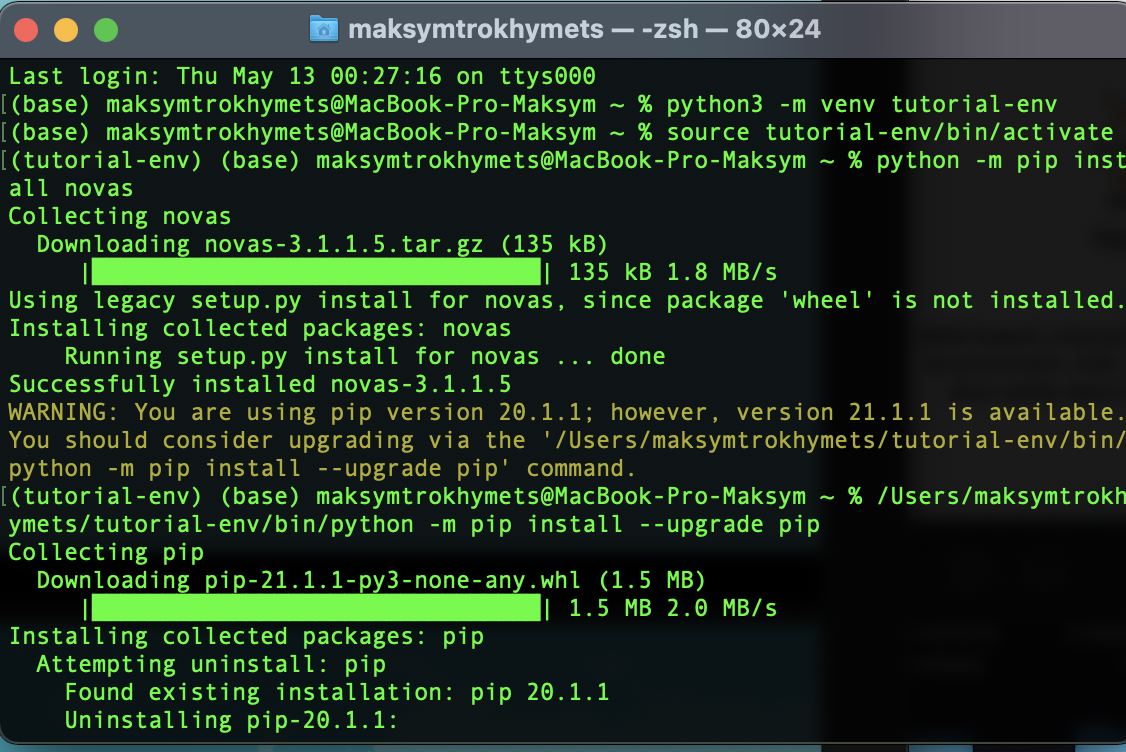 maksymtrokhymets — -zsh — 80×24
Last login: Thu May 13 00:27:16 on ttys000
[(base) maksymtrokhymets@MacBook-Pro-Maksym ~ % python3 -m venv tutorial-env
[(base) maksymtrokhymets@MacBook-Pro-Maksym ~ % source tutorial-env/bin/activate
[(tutorial-env) (base) maksymtrokhymets@MacBook-Pro-Maksym ~ % python -m pip inst
all novas
Collecting novas
  Downloading novas-3.1.1.5.tar.gz (135 kB)
     |████████████████████████████████| 135 kB 1.8 MB/s
Using legacy setup.py install for novas, since package 'wheel' is not installed.
Installing collected packages: novas
    Running setup.py install for novas ... done
Successfully installed novas-3.1.1.5
WARNING: You are using pip version 20.1.1; however, version 21.1.1 is available.
You should consider upgrading via the '/Users/maksymtrokhymets/tutorial-env/bin/
python -m pip install --upgrade pip' command.
[(tutorial-env) (base) maksymtrokhymets@MacBook-Pro-Maksym ~ % /Users/maksymtrokh
ymets/tutorial-env/bin/python -m pip install --upgrade pip
Collecting pip
  Downloading pip-21.1.1-py3-none-any.whl (1.5 MB)
     |████████████████████████████████| 1.5 MB 2.0 MB/s
Installing collected packages: pip
  Attempting uninstall: pip
    Found existing installation: pip 20.1.1
    Uninstalling pip-20.1.1: